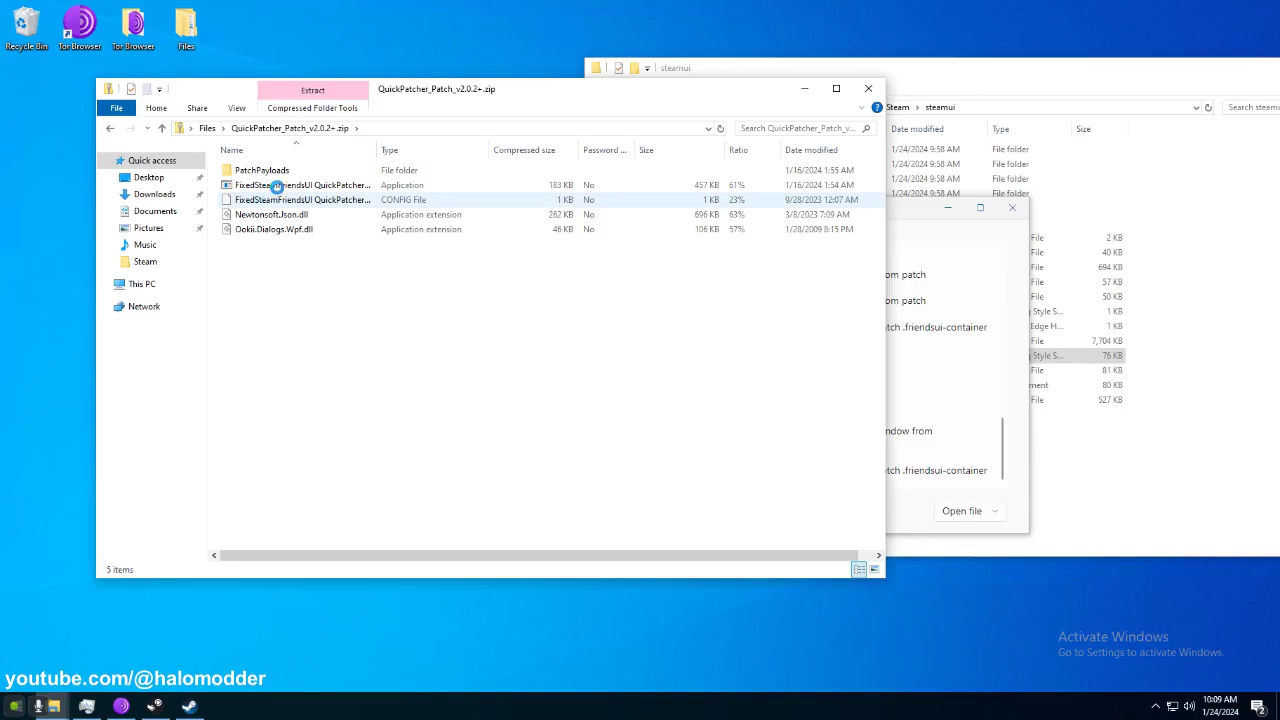 Recycle Bin
Tor Browser
Tor Browser
Files
steamui
Extract
QuickPatcher_Patch_v2.0.2+.zip
File
Home
Share
View
Compressed Folder Tools
Steam › steamui
Search steamu
Files › QuickPatcher_Patch_v2.0.2+.zip ›
Search QuickPatcher_Patch_v...
Date modified
Type
Size
Name
Type
Compressed size
Password ...
Size
Ratio
Date modified
1/24/2024 9:58 AM File folder
1/24/2024 9:58 AM File folder
1/24/2024 9:58 AM File folder
1/24/2024 9:58 AM File folder
Quick access
Desktop
Downloads
Documents
Pictures
Music
Steam
This PC
Network
PatchPayloads File folder 1/16/2024 1:55 AM
Application 183 KB No 457 KB 61% 1/16/2024 1:54 AM
FixedSteamFriendsUI QuickPatcher... CONFIG File 1 KB No 1 KB 23% 9/28/2023 12:07 AM
Newtonsoft.Json.dll Application extension 262 KB No 696 KB 63% 3/8/2023 7:09 AM
Ookii.Dialogs.Wpf.dll Application extension 46 KB No 106 KB 57% 1/28/2009 8:15 PM
File 2 KB
File 40 KB
File 694 KB
File 57 KB
File 50 KB
Style S... 1 KB
Edge H... 1 KB
File 7,704 KB
Style S... 76 KB
File 81 KB
ment 80 KB
File 527 KB
om patch
om patch
tch .friendsui-container
ndow from
tch .friendsui-container
Open file
5 items
Activate Windows
Go to Settings to activate Windows.
youtube.com/@halomodder
10:09 AM
1/24/2024
2